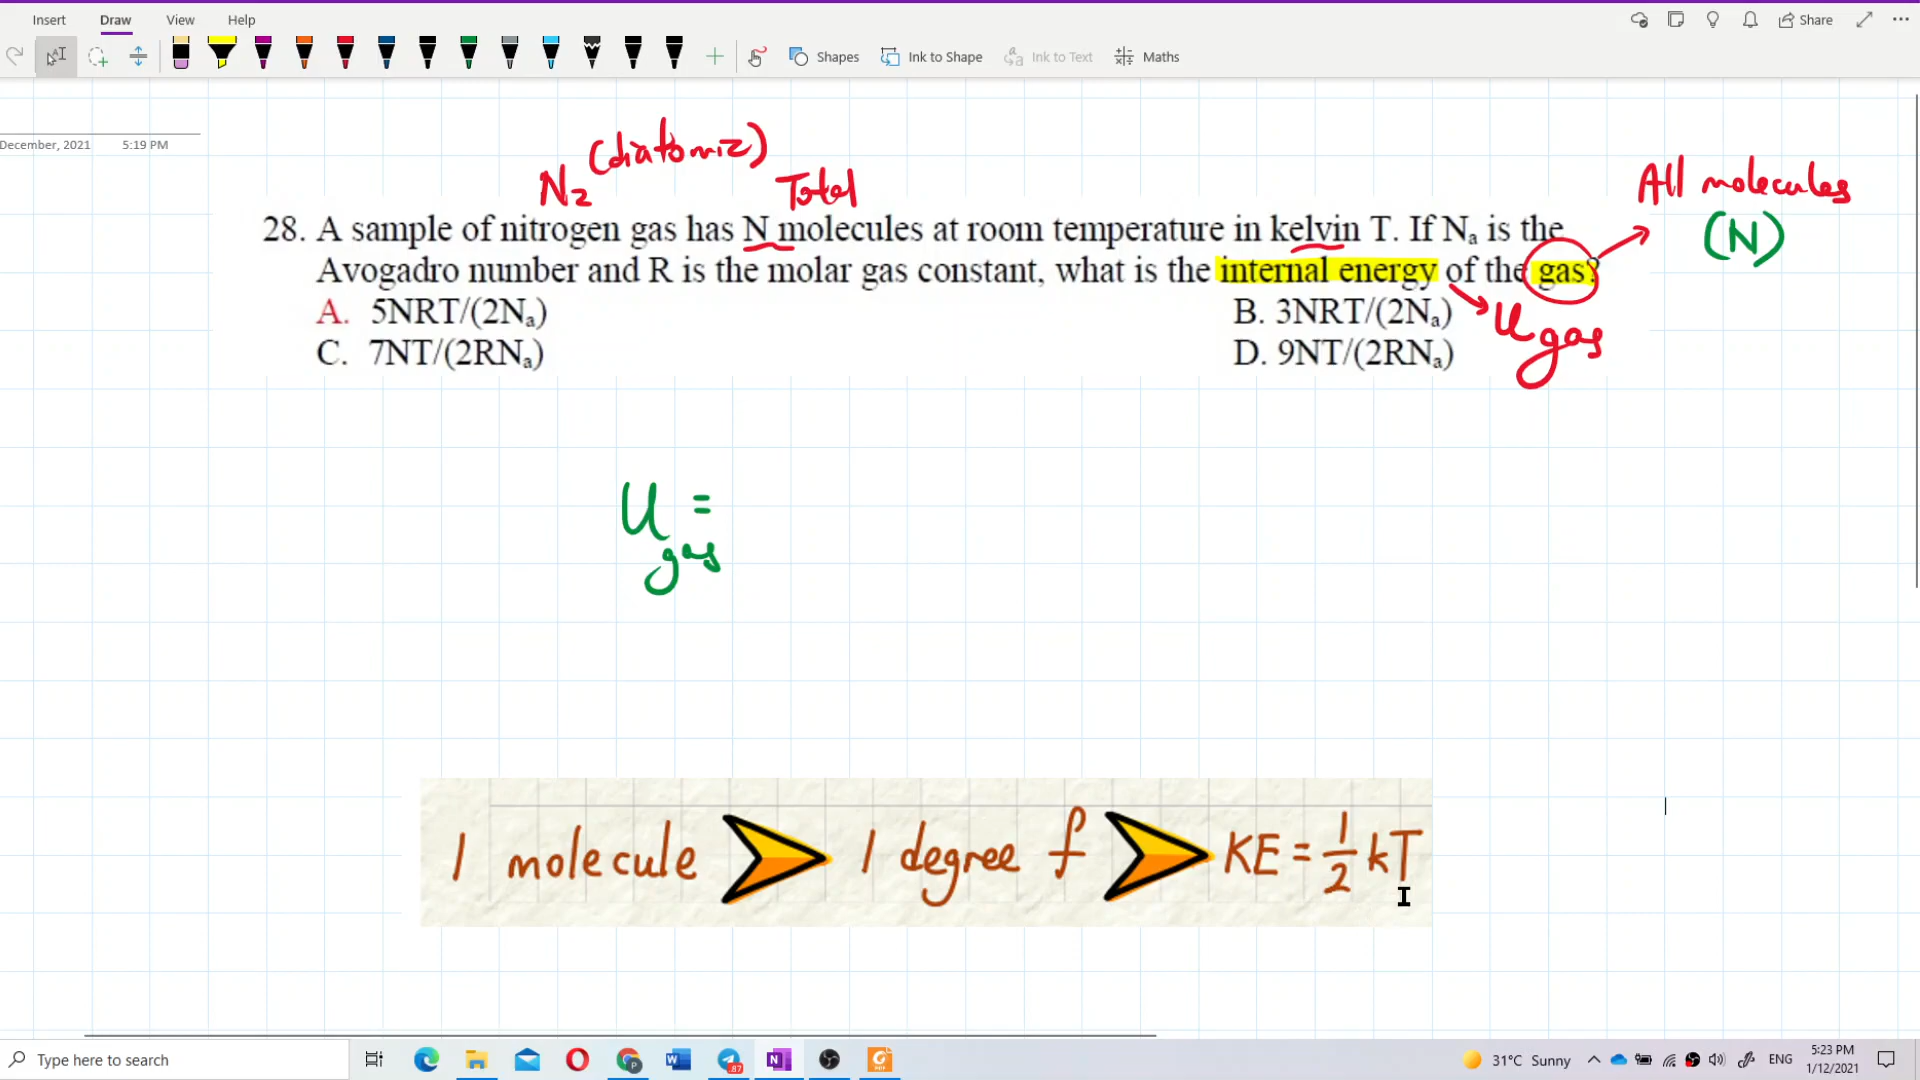 Insert Draw View Help
Share
Shapes Ink to Shape Ink to Text Maths
December, 2021 5:19 PM
N2 (diatomic)
Total
All molecules
(N)
28. A sample of nitrogen gas has N molecules at room temperature in kelvin T. If Na is the
Avogadro number and R is the molar gas constant, what is the internal energy of the gas?
A. 5NRT/(2Na) B. 3NRT/(2Na)
C. 7NT/(2RNa) D. 9NT/(2RNa)
U gas
U gas =
1 molecule 1 degree f KE = 1/2 kT
Type here to search
.87
31°C Sunny
ENG
5:23 PM
1/12/2021